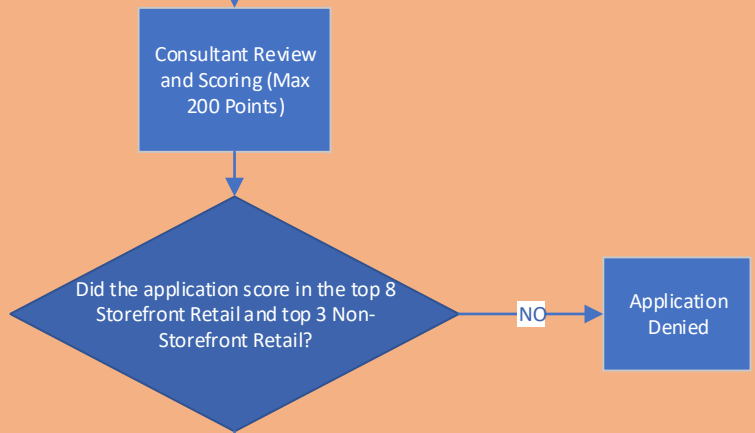 Consultant Review
and Scoring (Max
200 Points)
Did the application score in the top 8
Storefront Retail and top 3 Non-
Storefront Retail?
NO
Application
Denied